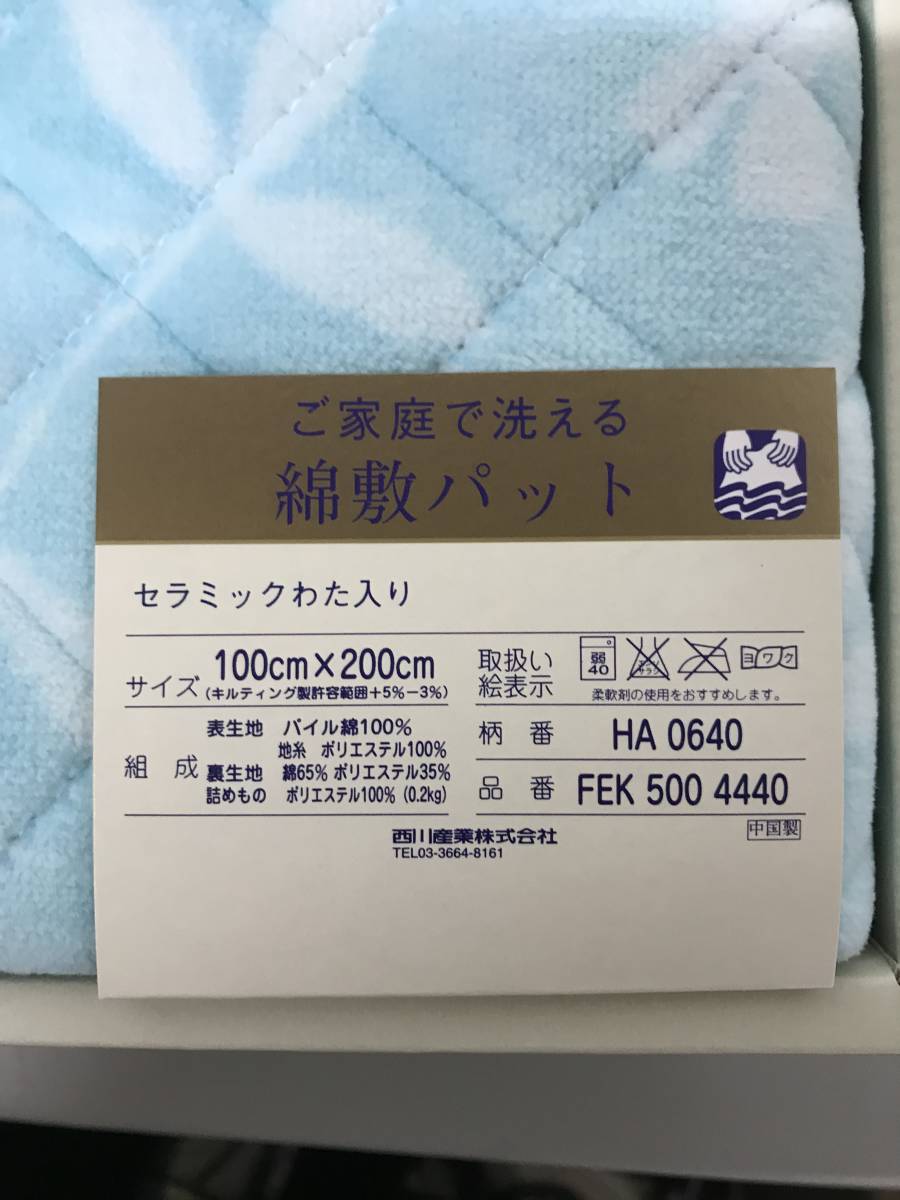 ご家庭で洗える
綿敷パット
セラミックわた入り
サイズ 100cm×200cm
(キルティング製許容範囲+5%−3%)
組成 表生地 パイル綿100%
地糸 ポリエステル100%
裏生地 綿65% ポリエステル35%
詰めもの ポリエステル100% (0.2kg)
取扱い
絵表示
弱
40
ヨワク
柔軟剤の使用をおすすめします。
柄番 HA 0640
品番 FEK 500 4440
西川産業株式会社
TEL03-3664-8161
中国製